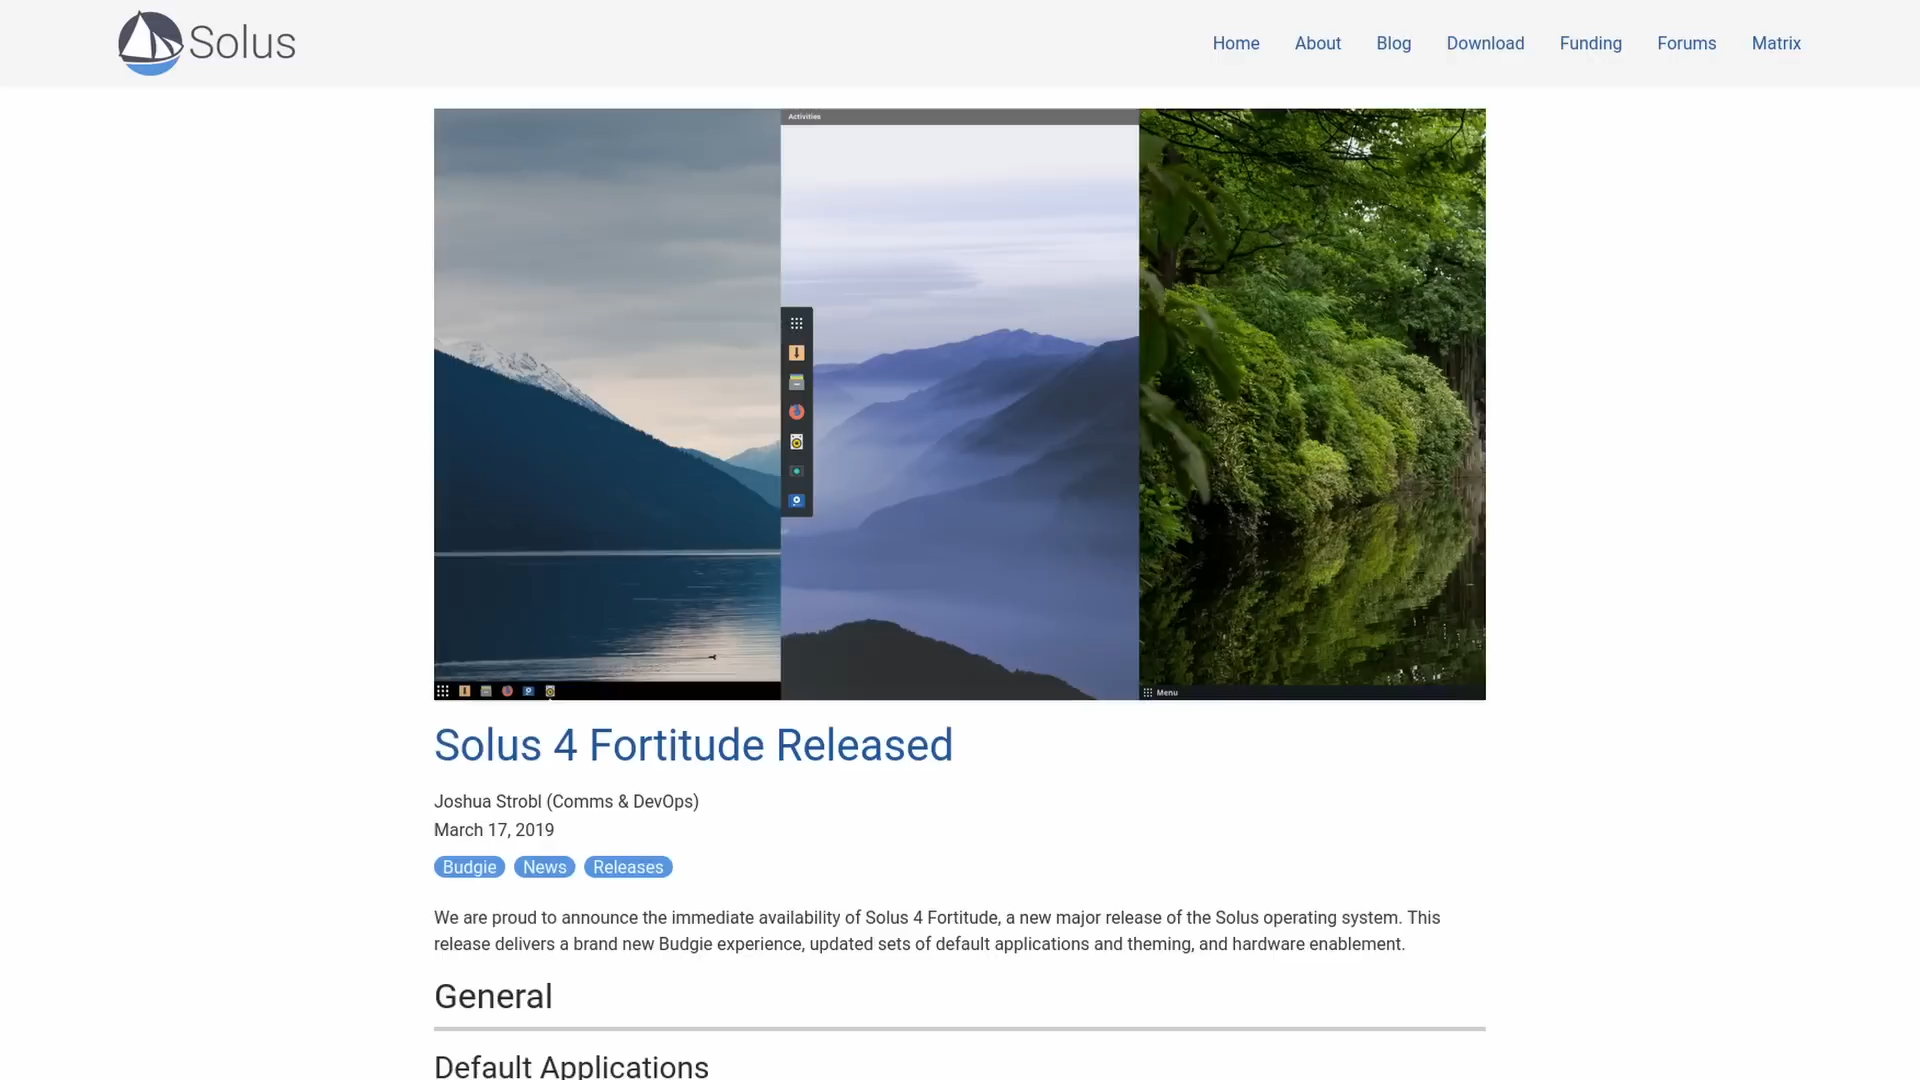 Solus
Home About Blog Download Funding Forums Matrix
Activities
Menu
Solus 4 Fortitude Released
Joshua Strobl (Comms & DevOps)
March 17, 2019
Budgie News Releases
We are proud to announce the immediate availability of Solus 4 Fortitude, a new major release of the Solus operating system. This
release delivers a brand new Budgie experience, updated sets of default applications and theming, and hardware enablement.
General
Default Applications